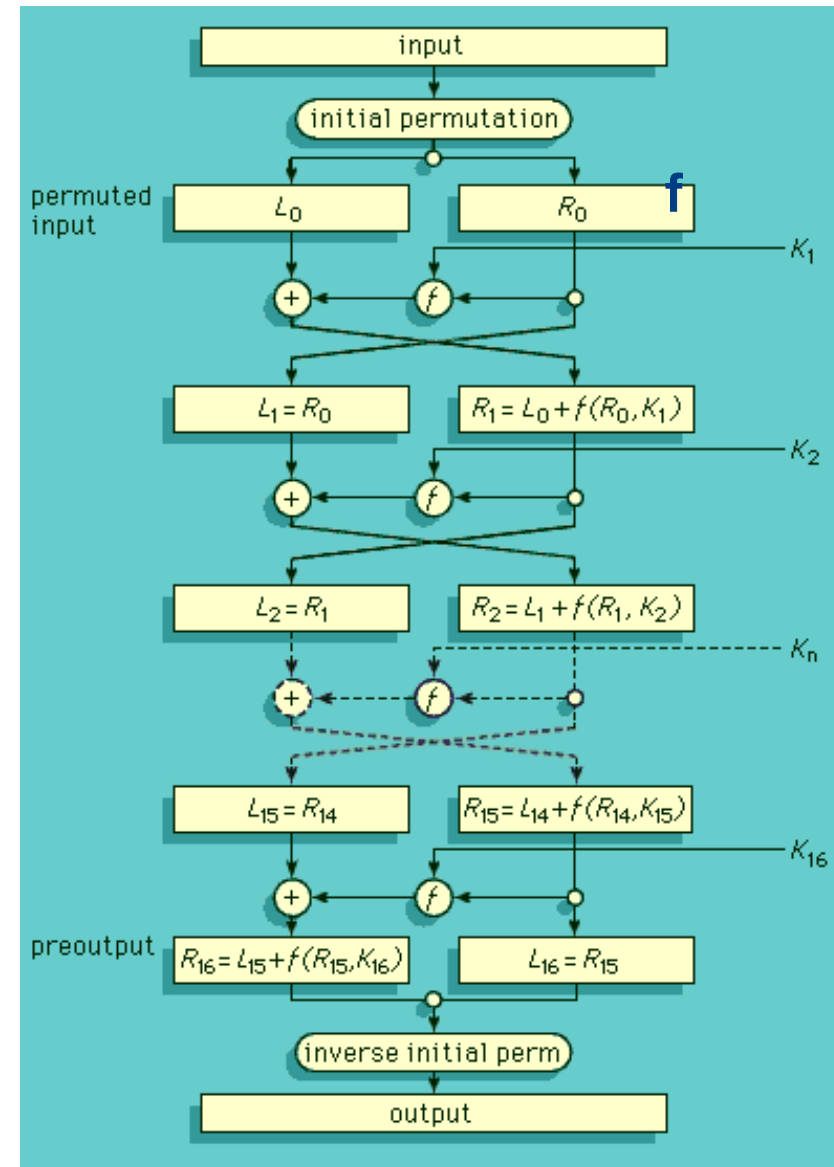 input
initial permutation
permuted
input
L₀
R₀
f
K₁
+
f
L₁ = R₀
R₁ = L₀ + f(R₀, K₁)
K₂
+
f
L₂ = R₁
R₂ = L₁ + f(R₁, K₂)
Kₙ
+
f
L₁₅ = R₁₄
R₁₅ = L₁₄ + f(R₁₄, K₁₅)
K₁₆
+
f
preoutput
R₁₆ = L₁₅ + f(R₁₅, K₁₆)
L₁₆ = R₁₅
inverse initial perm
output